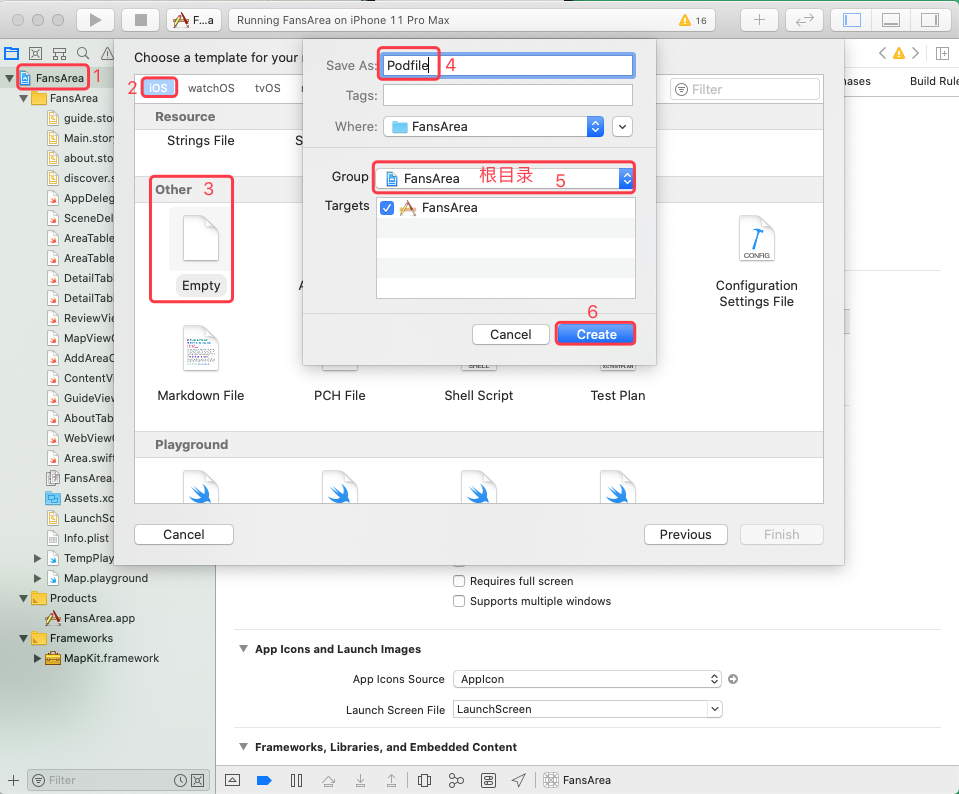 FansA...a
Running FansArea on iPhone 11 Pro Max
16
FansArea
1
FansArea
guide.stor
Main.story
about.sto
discover.s
AppDeleg
SceneDel
AreaTable
AreaTable
DetailTab
DetailTab
ReviewVie
MapViewC
AddAreaC
ContentVi
GuideView
AboutTab
WebViewC
Area.swift
FansArea.
Assets.xc
LaunchSc
Info.plist
TempPlay
Map.playground
Products
FansArea.app
Frameworks
MapKit.framework
Filter
Choose a template for your
2
iOS
watchOS
tvOS
Filter
Resource
Strings File
Other
3
Empty
Configuration
Settings File
CONFIG
Markdown File
PCH File
Shell Script
Test Plan
Playground
Cancel
Previous
Finish
Save As:
Podfile
4
Tags:
Where:
FansArea
Group
FansArea
根目录
5
Targets
FansArea
6
Cancel
Create
hases
Build Rule
Requires full screen
Supports multiple windows
App Icons and Launch Images
App Icons Source
AppIcon
Launch Screen File
LaunchScreen
Frameworks, Libraries, and Embedded Content
FansArea